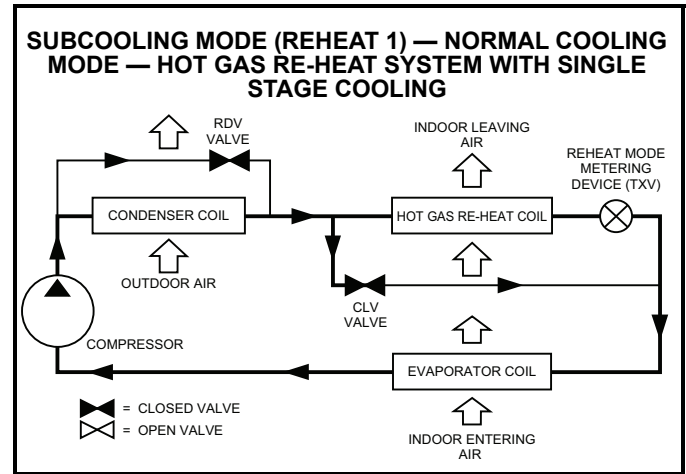 SUBCOOLING MODE (REHEAT 1) — NORMAL COOLING
MODE — HOT GAS RE-HEAT SYSTEM WITH SINGLE
STAGE COOLING
RDV
VALVE
INDOOR LEAVING
AIR
REHEAT MODE
METERING
DEVICE (TXV)
CONDENSER COIL
HOT GAS RE-HEAT COIL
OUTDOOR AIR
CLV
VALVE
COMPRESSOR
EVAPORATOR COIL
= CLOSED VALVE
= OPEN VALVE
INDOOR ENTERING
AIR